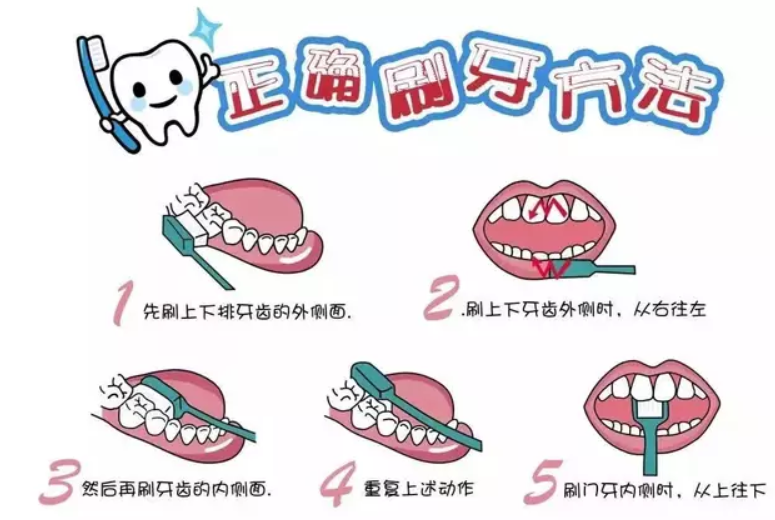 正确刷牙方法
1 先刷上下排牙齿的外侧面.
2 .刷上下牙齿外侧时，从右往左
3 然后再刷牙齿的内侧面.
4 重复上述动作
5 刷门牙内侧时，从上往下